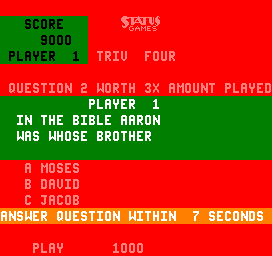 SCORE
STATUS
GAMES
9000
PLAYER 1 TRIV FOUR
QUESTION 2 WORTH 3X AMOUNT PLAYED
PLAYER 1
IN THE BIBLE AARON
WAS WHOSE BROTHER
A MOSES
B DAVID
C JACOB
ANSWER QUESTION WITHIN 7 SECONDS
PLAY 1000